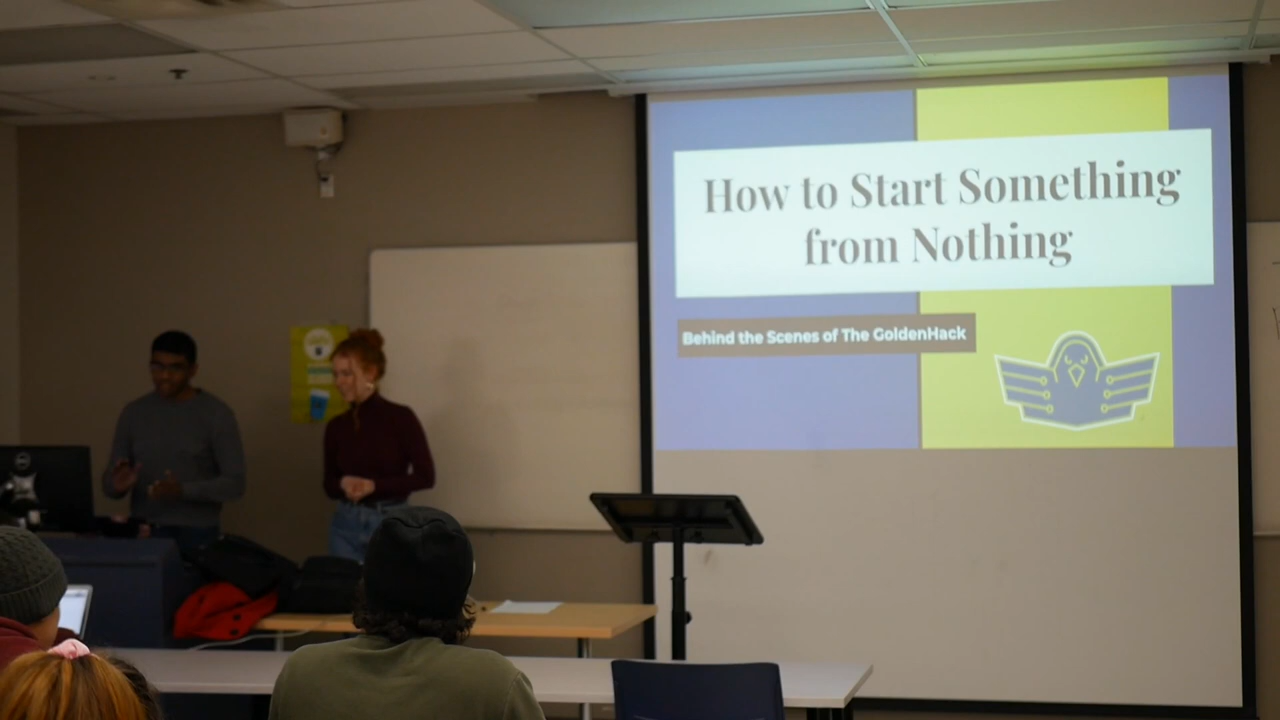 How to Start Something
from Nothing
Behind the Scenes of The GoldenHack